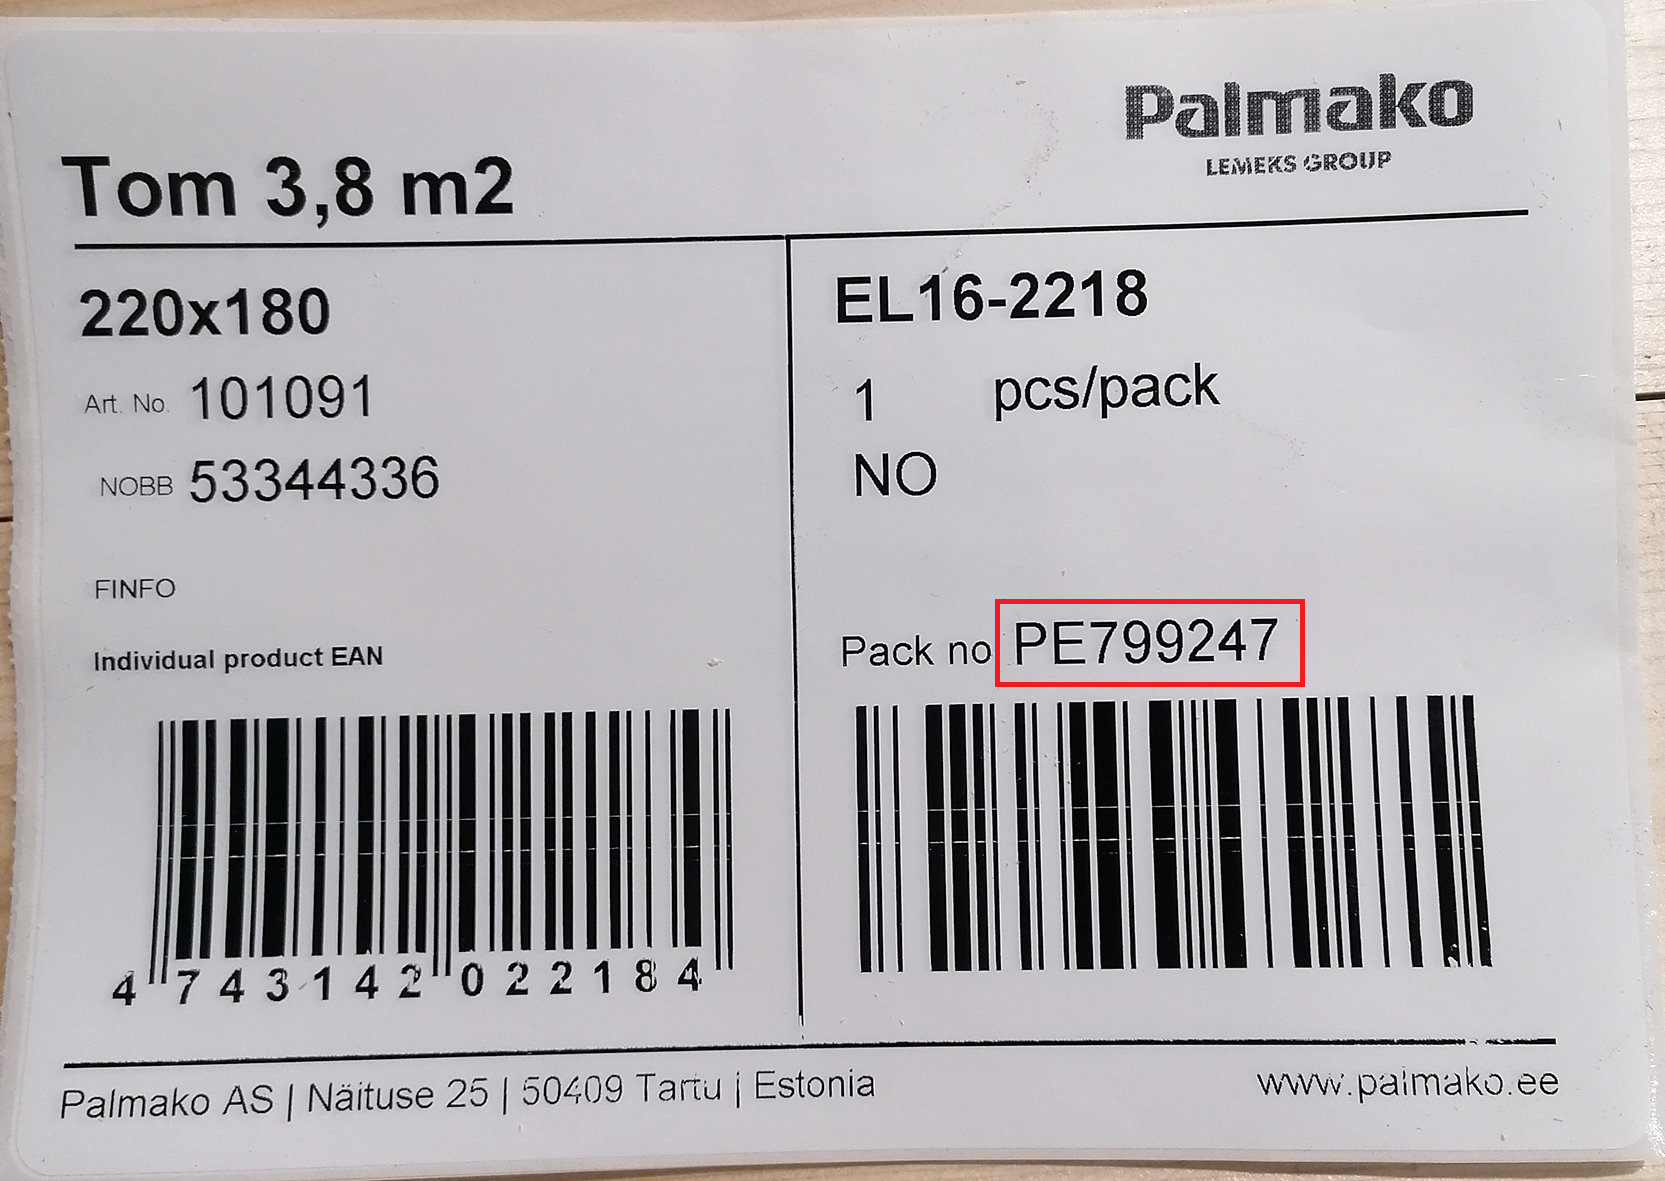 Palmako
LEMEKS GROUP
Tom 3,8 m2
220x180
Art. No. 101091
NOBB 53344336
FINFO
Individual product EAN
4 743142 022184
EL16-2218
1 pcs/pack
NO
Pack no PE799247
Palmako AS | Näituse 25 | 50409 Tartu | Estonia
www.palmako.ee